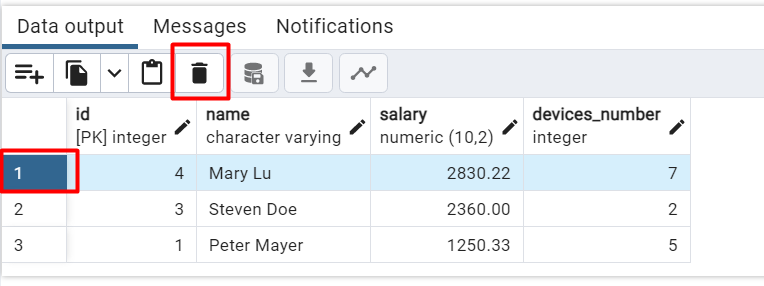 Data output Messages Notifications
id name salary devices_number
[PK] integer character varying numeric (10,2) integer
1 4 Mary Lu 2830.22 7
2 3 Steven Doe 2360.00 2
3 1 Peter Mayer 1250.33 5